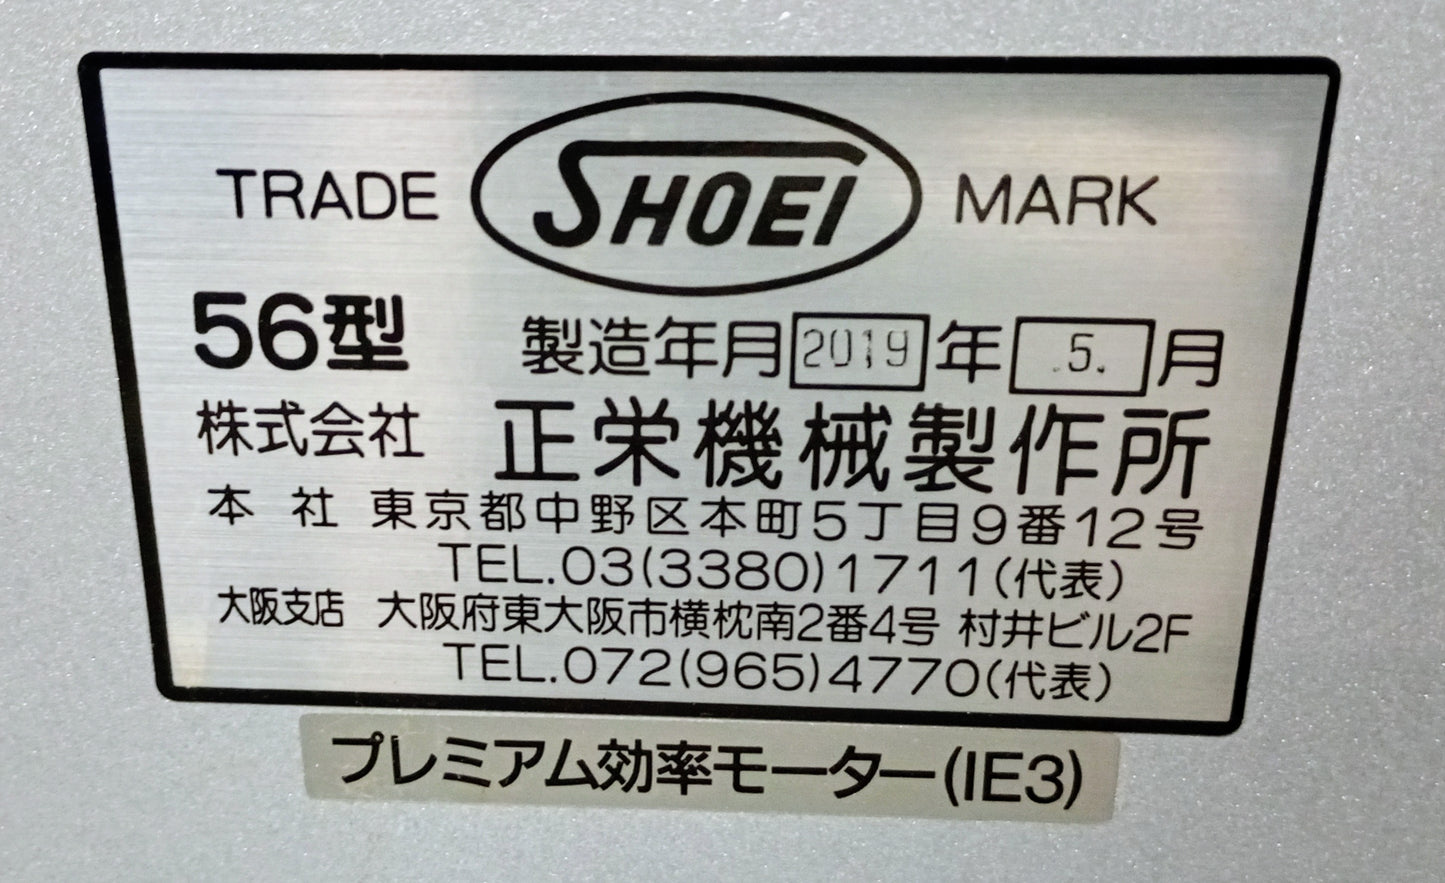 TRADE SHOEI MARK
56型 製造年月 2019 年 .5. 月
株式会社 正栄機械製作所
本社 東京都中野区本町5丁目9番12号
TEL.03(3380)1711(代表)
大阪支店 大阪府東大阪市横枕南2番4号 村井ビル2F
TEL.072(965)4770(代表)
プレミアム効率モーター(IE3)